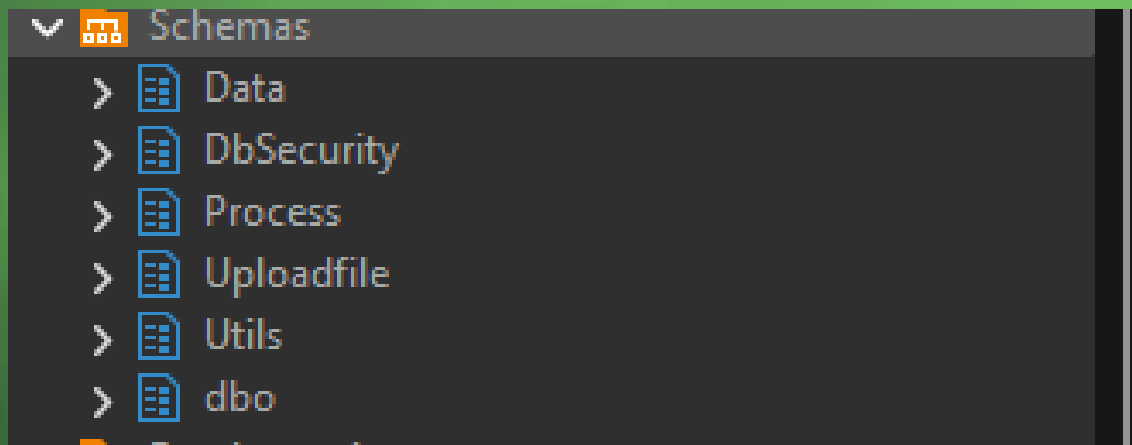 Schemas
Data
DbSecurity
Process
Uploadfile
Utils
dbo